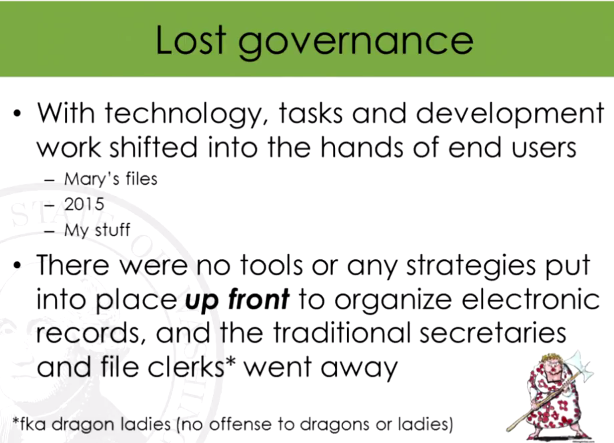 Lost governance
• With technology, tasks and development
work shifted into the hands of end users
– Mary's files
– 2015
– My stuff
• There were no tools or any strategies put
into place up front to organize electronic
records, and the traditional secretaries
and file clerks* went away
*fka dragon ladies (no offense to dragons or ladies)